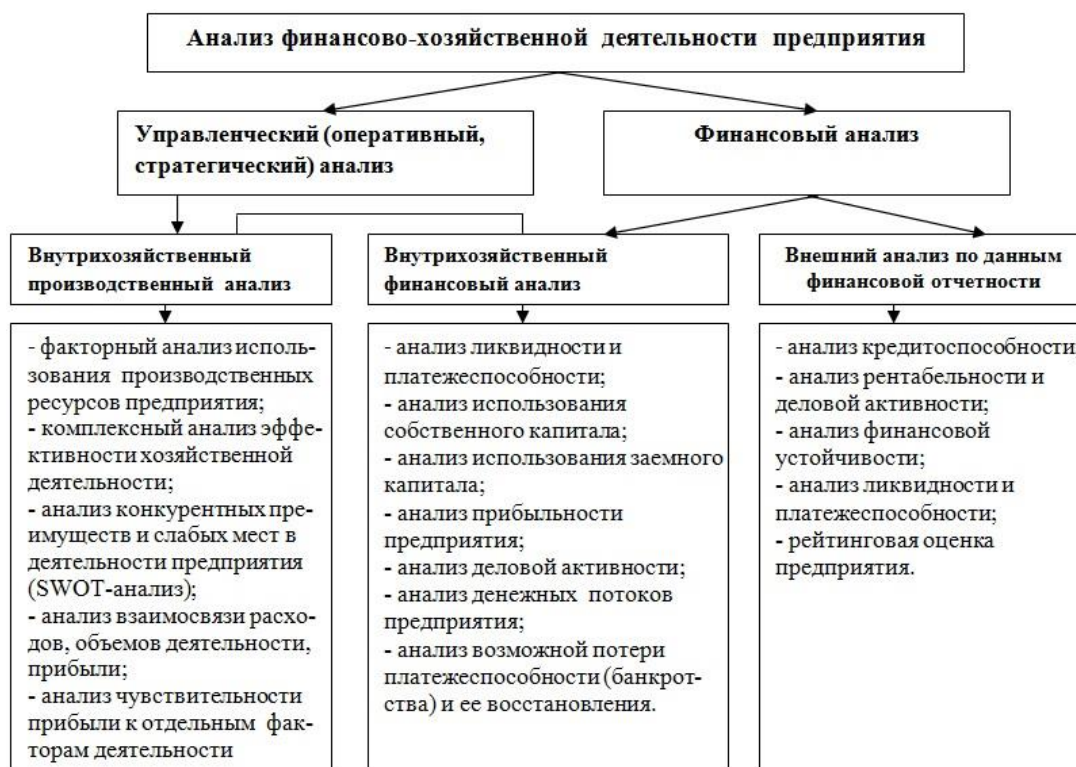 Анализ финансово-хозяйственной деятельности предприятия
Управленческий (оперативный,
стратегический) анализ
Финансовый анализ
Внутрихозяйственный
производственный анализ
Внутрихозяйственный
финансовый анализ
Внешний анализ по данным
финансовой отчетности
- факторный анализ исполь-
зования производственных
ресурсов предприятия;
- комплексный анализ эффе-
ктивности хозяйственной
деятельности;
- анализ конкурентных пре-
имуществ и слабых мест в
деятельности предприятия
(SWOT-анализ);
- анализ взаимосвязи расхо-
дов, объемов деятельности,
прибыли;
- анализ чувствительности
прибыли к отдельным фак-
торам деятельности
- анализ ликвидности и
платежеспособности;
- анализ использования
собственного капитала;
- анализ использования заемного
капитала;
- анализ прибыльности
предприятия;
- анализ деловой активности;
- анализ денежных потоков
предприятия;
- анализ возможной потери
платежеспособности (банкрот-
ства) и ее восстановления.
- анализ кредитоспособности
- анализ рентабельности и
деловой активности;
- анализ финансовой
устойчивости;
- анализ ликвидности и
платежеспособности;
- рейтинговая оценка
предприятия.